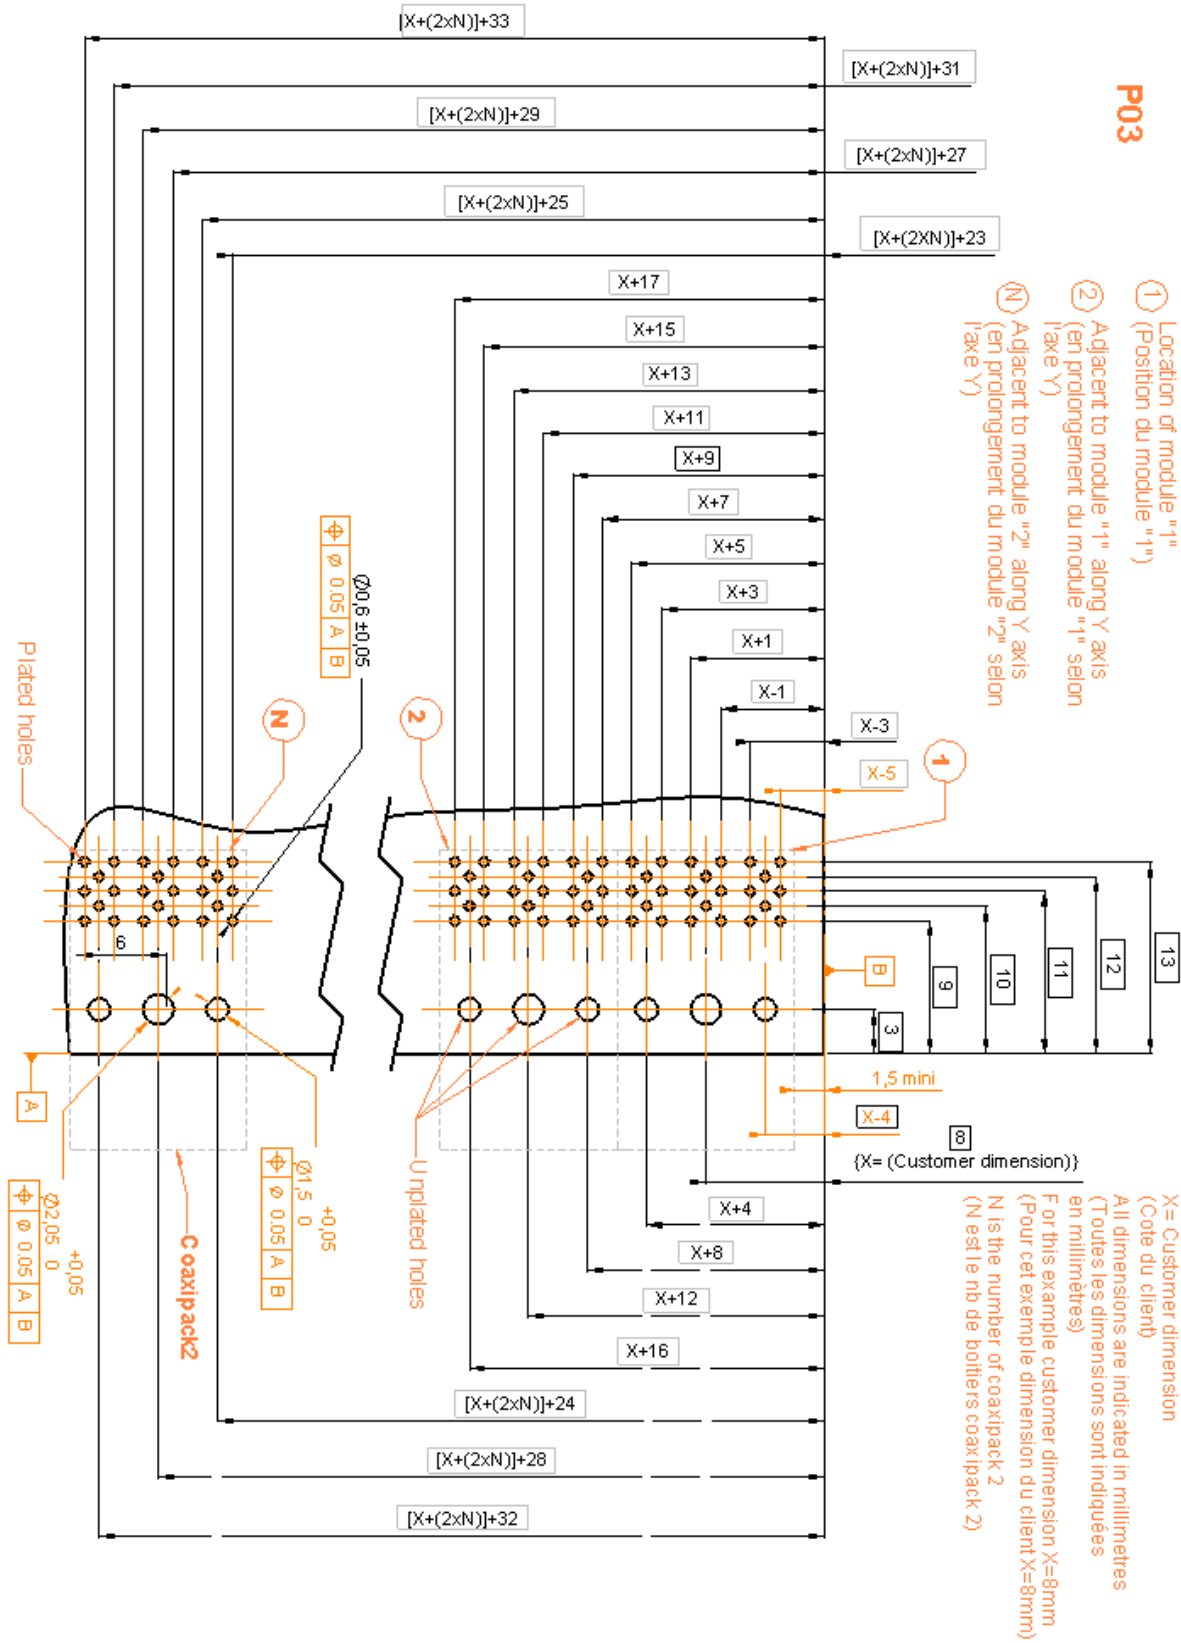 P03
[X+(2xN)]+33
[X+(2xN)]+31
[X+(2xN)]+29
[X+(2xN)]+27
[X+(2xN)]+25
[X+(2XN)]+23
X+17
X+15
X+13
X+11
X+9
X+7
X+5
X+3
X+1
X-1
X-3
X-5
1 Location of module "1"
(Position du module "1")
2 Adjacent to module "1" along Y axis
(en prolongement du module "1" selon
l'axe Y)
N Adjacent to module "2" along Y axis
(en prolongement du module "2" selon
l'axe Y)
Ø0,6 ±0,05
⌖ Ø 0.05 A B
Plated holes
N
2
1
6
B
13
12
11
10
9
3
A
1,5 mini
X-4
8
{X= (Customer dimension)}
X+4
X+8
X+12
X+16
[X+(2xN)]+24
[X+(2xN)]+28
[X+(2xN)]+32
Unplated holes
+0,05
Ø1,5 0
⌖ Ø 0.05 A B
+0,05
Ø2,05 0
⌖ Ø 0.05 A B
Coaxipack2
X= Customer dimension
(Cote du client)
All dimensions are indicated in millimetres
(Toutes les dimensions sont indiquées
en millimètres)
For this example customer dimension X=8mm
(Pour cet exemple dimension du client X=8mm)
N is the number of coaxipack 2
(N est le nb de boitiers coaxipack 2)